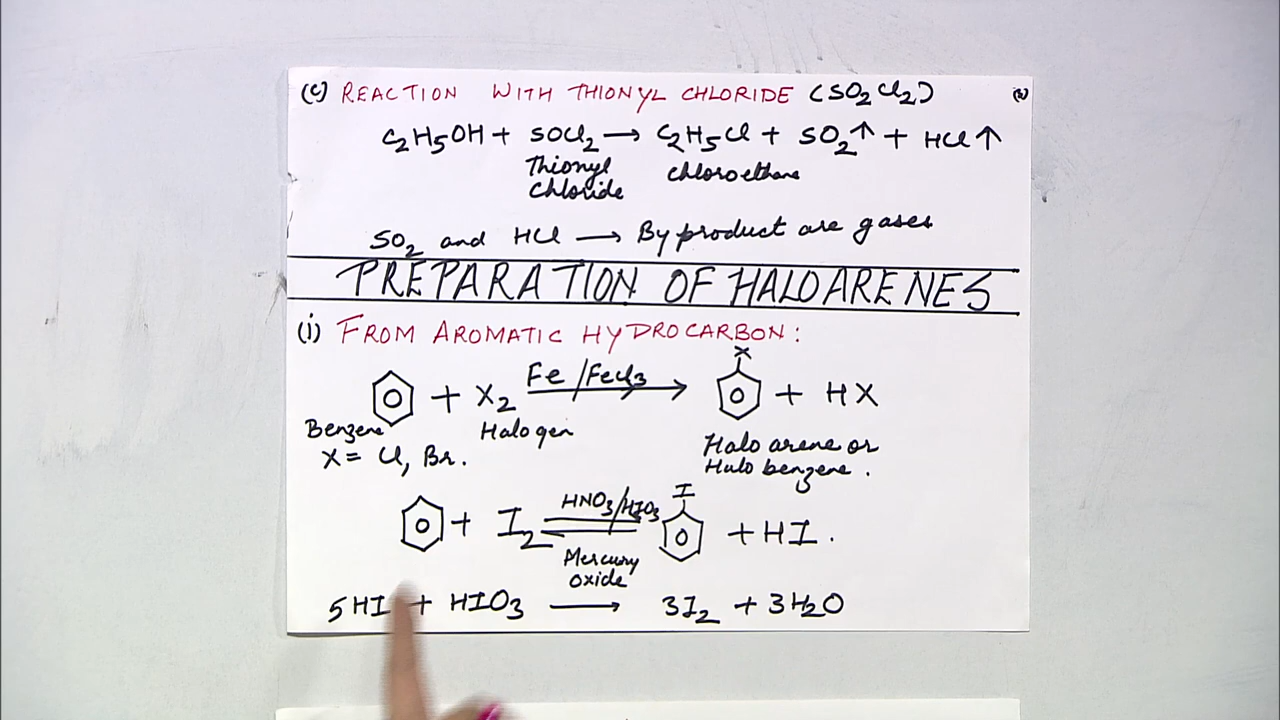 (C) REACTION WITH THIONYL CHLORIDE (SO₂Cl₂)
C₂H₅OH + SOCl₂ → C₂H₅Cl + SO₂↑ + HCl↑
Thionyl chloroethane
chloride
SO₂ and HCl → By product are gases
PREPARATION OF HALOARENES
(i) FROM AROMATIC HYDROCARBON:
X
+ X₂ Fe/FeCl₃ → + HX
Benzene Halogen Halo arene or
X = Cl, Br. Halo benzene.
I
+ I₂ HNO₃/HIO₃ ⇌ + HI.
Mercury
oxide
5HI + HIO₃ → 3I₂ + 3H₂O